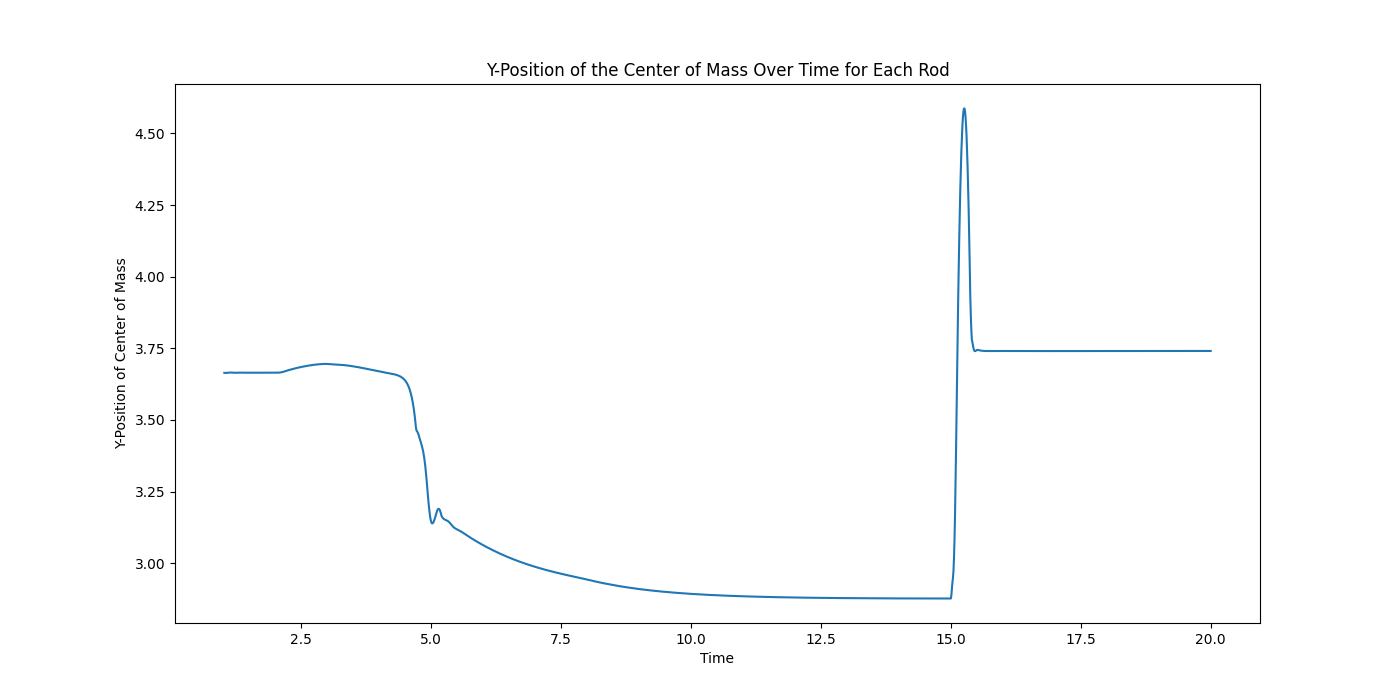 Y-Position of the Center of Mass Over Time for Each Rod
Y-Position of Center of Mass
4.50
4.25
4.00
3.75
3.50
3.25
3.00
2.5 5.0 7.5 10.0 12.5 15.0 17.5 20.0
Time